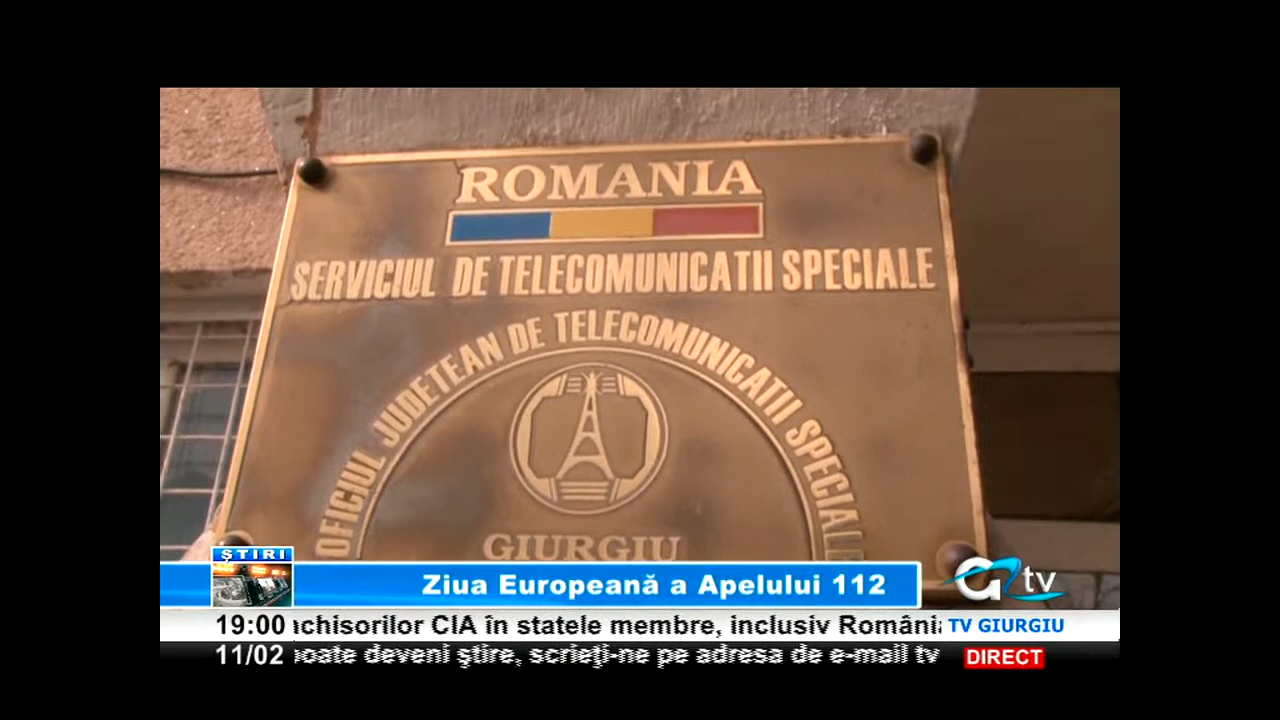 ROMANIA
SERVICIUL DE TELECOMUNICATII SPECIALE
OFICIUL JUDETEAN DE TELECOMUNICATII SPECIALE
GIURGIU
ŞTIRI
Ziua Europeană a Apelului 112
G tv
19:00 chisorilor CIA în statele membre, inclusiv Români TV GIURGIU
11/02 poate deveni ştire, scrieţi-ne pe adresa de e-mail tv DIRECT